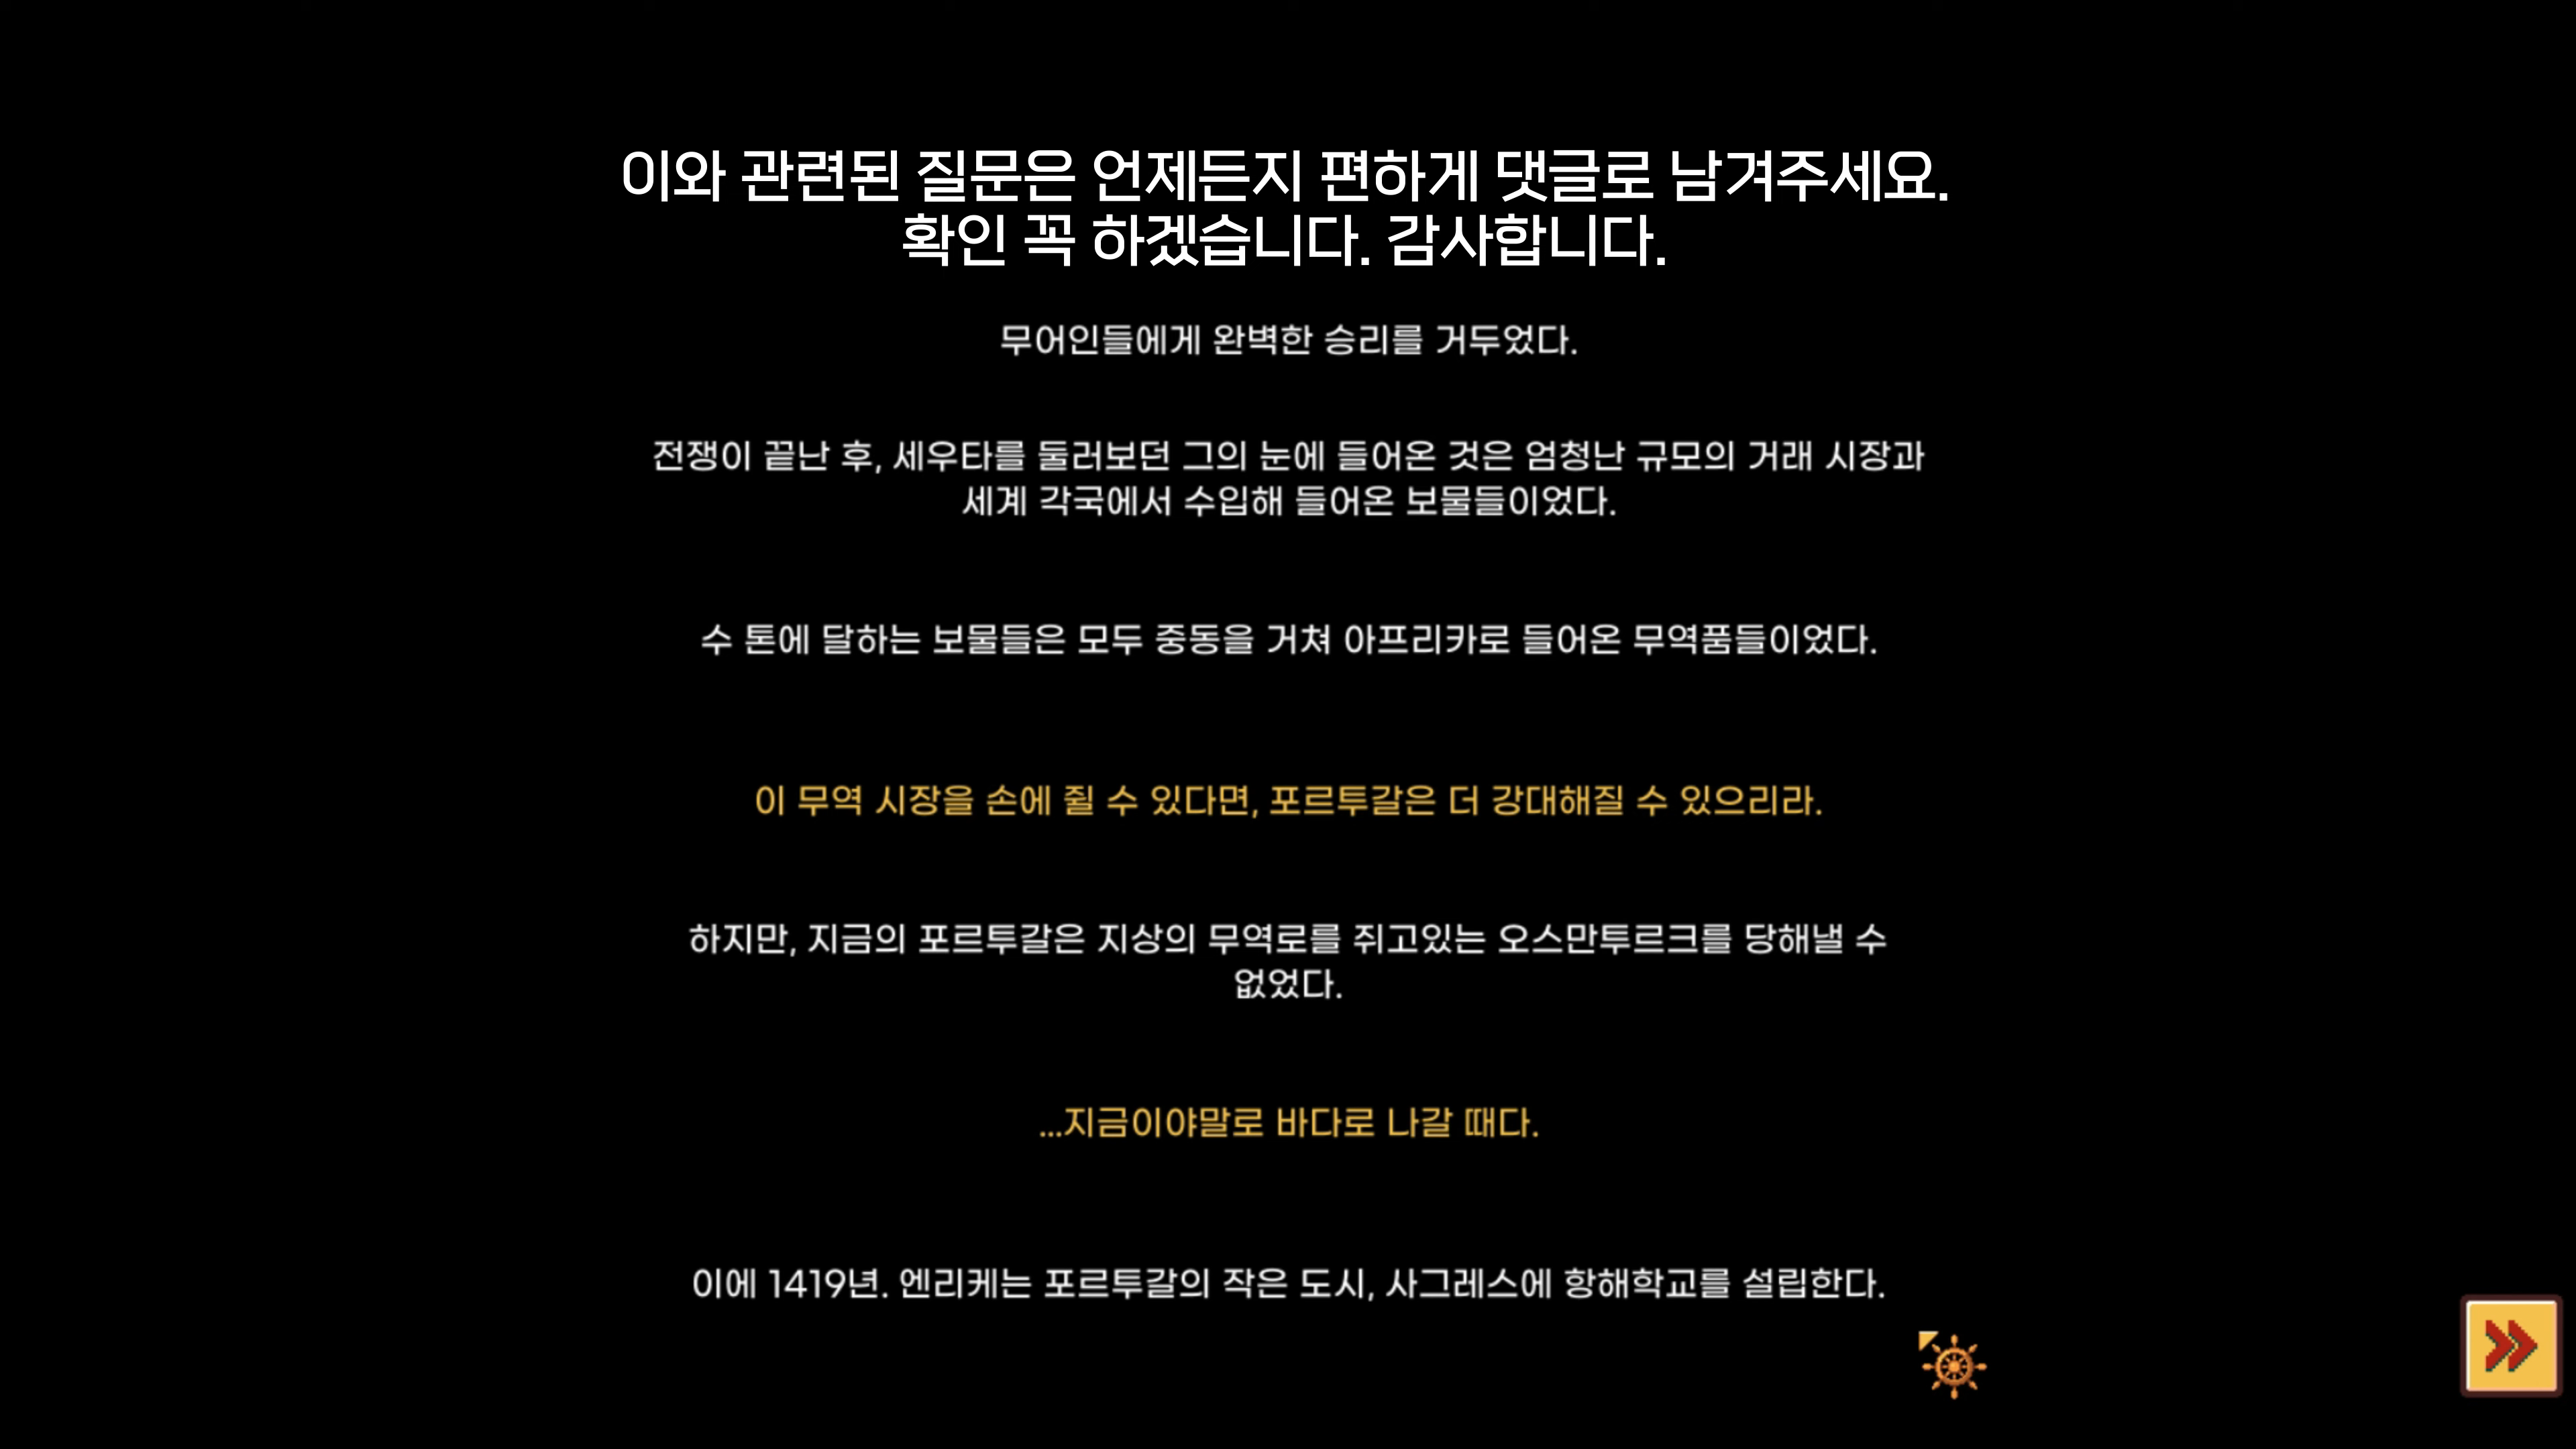 이와 관련된 질문은 언제든지 편하게 댓글로 남겨주세요.
확인 꼭 하겠습니다. 감사합니다.
무어인들에게 완벽한 승리를 거두었다.
전쟁이 끝난 후, 세우타를 둘러보던 그의 눈에 들어온 것은 엄청난 규모의 거래 시장과
세계 각국에서 수입해 들어온 보물들이었다.
수 톤에 달하는 보물들은 모두 중동을 거쳐 아프리카로 들어온 무역품들이었다.
이 무역 시장을 손에 쥘 수 있다면, 포르투갈은 더 강대해질 수 있으리라.
하지만, 지금의 포르투갈은 지상의 무역로를 쥐고있는 오스만투르크를 당해낼 수
없었다.
...지금이야말로 바다로 나갈 때다.
이에 1419년. 엔리케는 포르투갈의 작은 도시, 사그레스에 항해학교를 설립한다.